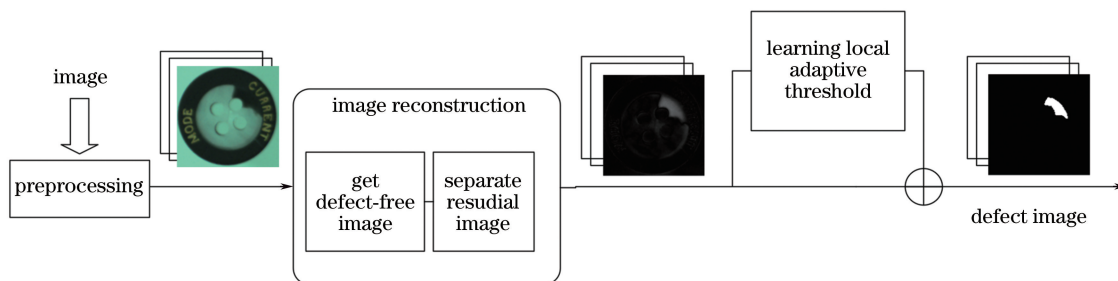 image
preprocessing
MODE
CURRENT
image reconstruction
get
defect-free
image
separate
resudial
image
learning local
adaptive
threshold
defect image